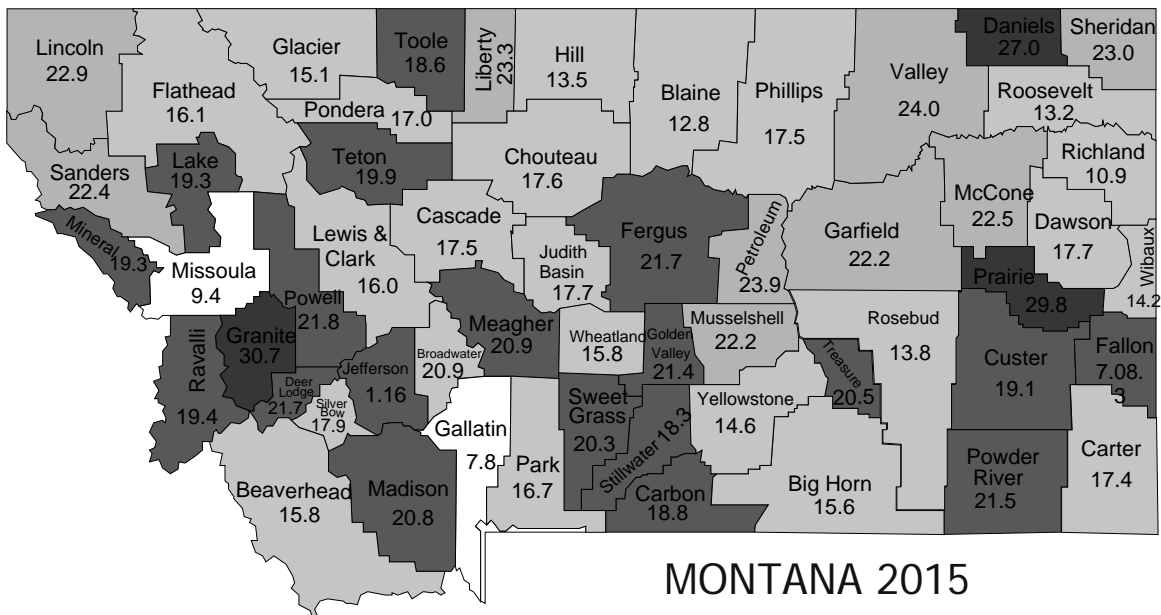 Lincoln
22.9
Flathead
16.1
Glacier
15.1
Toole
18.6
Liberty
23.3
Hill
13.5
Blaine
12.8
Phillips
17.5
Valley
24.0
Daniels
27.0
Sheridan
23.0
Roosevelt
13.2
Pondera
17.0
Teton
19.9
Chouteau
17.6
Sanders
22.4
Lake
19.3
Mineral
19.3
Missoula
9.4
Powell
21.8
Lewis &
Clark
16.0
Cascade
17.5
Judith
Basin
17.7
Fergus
21.7
Petroleum
23.9
Garfield
22.2
McCone
22.5
Richland
10.9
Dawson
17.7
Wibaux
14.2
Prairie
29.8
Ravalli
19.4
Granite
30.7
Deer
Lodge
21.7
Silver
Bow
17.9
Jefferson
1.16
Broadwater
20.9
Meagher
20.9
Wheatland
15.8
Golden
Valley
21.4
Musselshell
22.2
Rosebud
13.8
Treasure
20.5
Custer
19.1
Fallon
7.08.
3
Gallatin
7.8
Park
16.7
Sweet
Grass
20.3
Stillwater 18.3
Yellowstone
14.6
Beaverhead
15.8
Madison
20.8
Carbon
18.8
Big Horn
15.6
Powder
River
21.5
Carter
17.4
MONTANA 2015